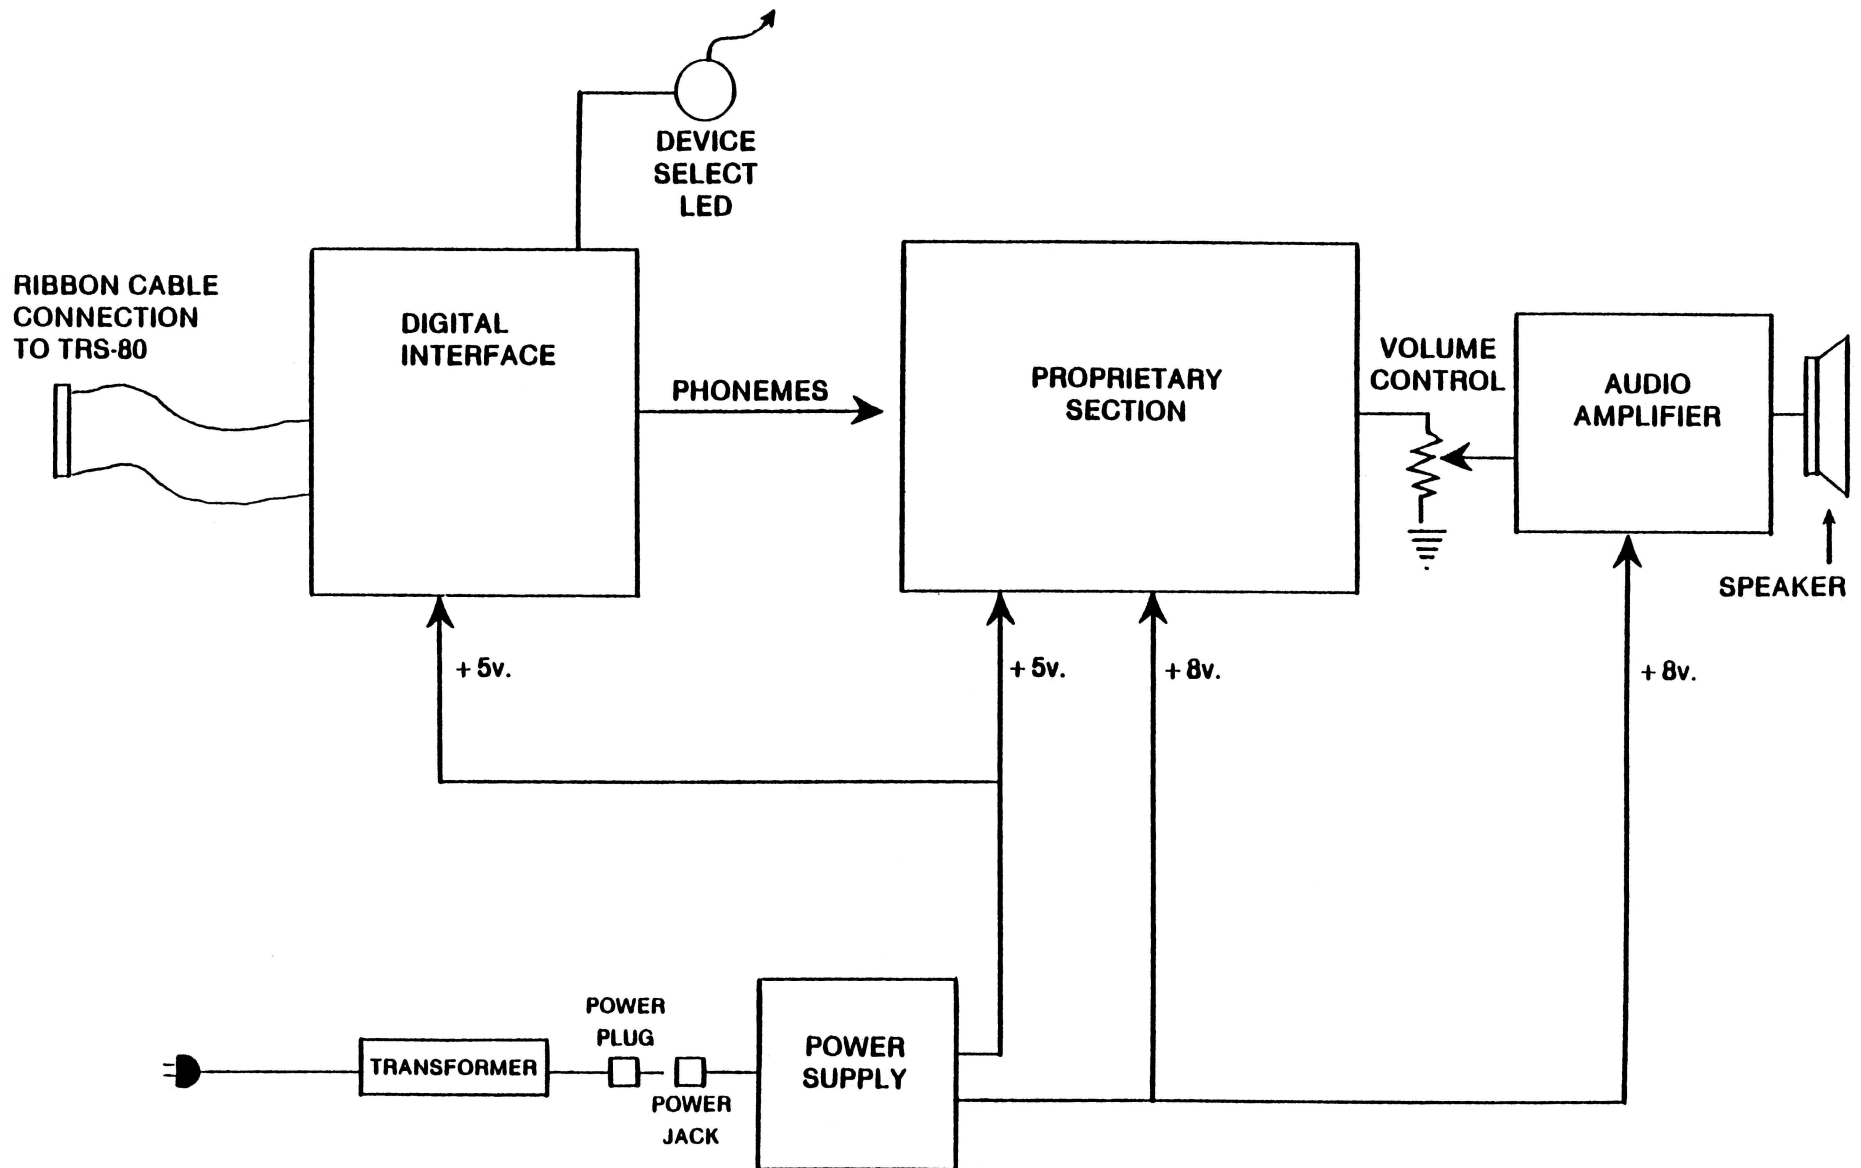 DEVICE
SELECT
LED
RIBBON CABLE
CONNECTION
TO TRS-80
DIGITAL
INTERFACE
PHONEMES
PROPRIETARY
SECTION
VOLUME
CONTROL
AUDIO
AMPLIFIER
SPEAKER
+ 5v.
+ 5v.
+ 8v.
+ 8v.
TRANSFORMER
POWER
PLUG
POWER
JACK
POWER
SUPPLY